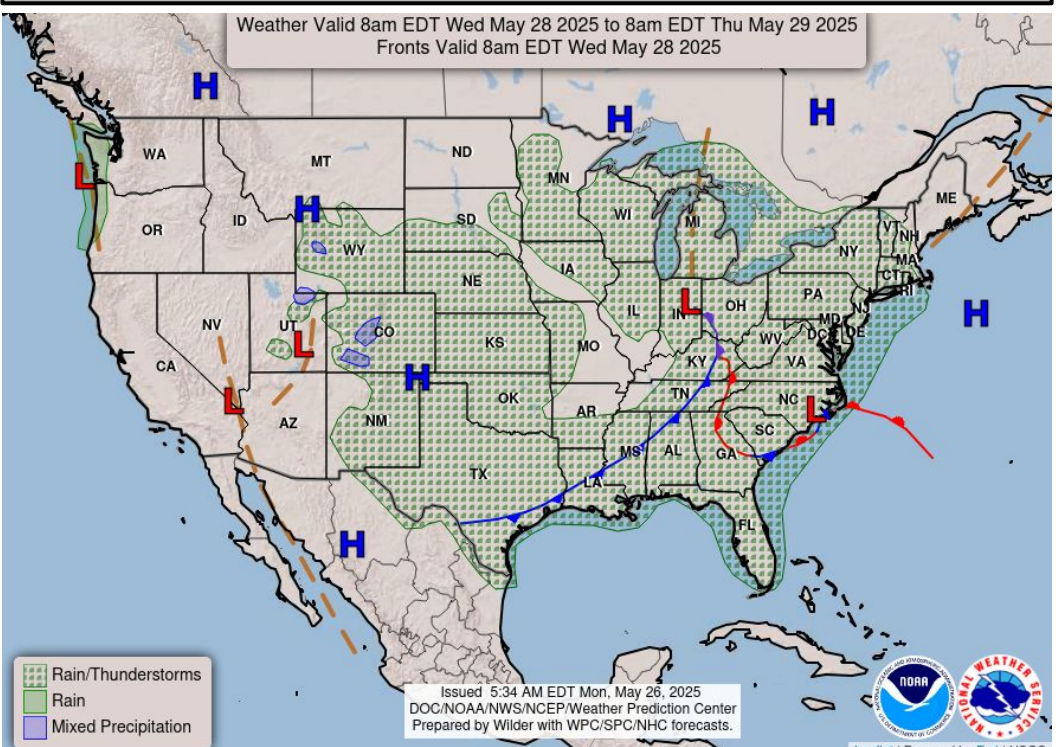 Weather Valid 8am EDT Wed May 28 2025 to 8am EDT Thu May 29 2025
Fronts Valid 8am EDT Wed May 28 2025
H
H
H
H
H
H
H
H
L
L
L
L
L
WA
MT
ND
MN
OR
ID
WY
SD
WI
MI
NY
VT
NH
ME
MA
CT
RI
NV
UT
CO
NE
IA
IL
IN
OH
PA
NJ
MD
DE
DC
WV
VA
CA
AZ
NM
KS
MO
KY
OK
AR
TN
NC
SC
TX
LA
MS
AL
GA
FL
Rain/Thunderstorms
Rain
Mixed Precipitation
Issued 5:34 AM EDT Mon, May 26, 2025
DOC/NOAA/NWS/NCEP/Weather Prediction Center
Prepared by Wilder with WPC/SPC/NHC forecasts.
NOAA
NATIONAL WEATHER SERVICE